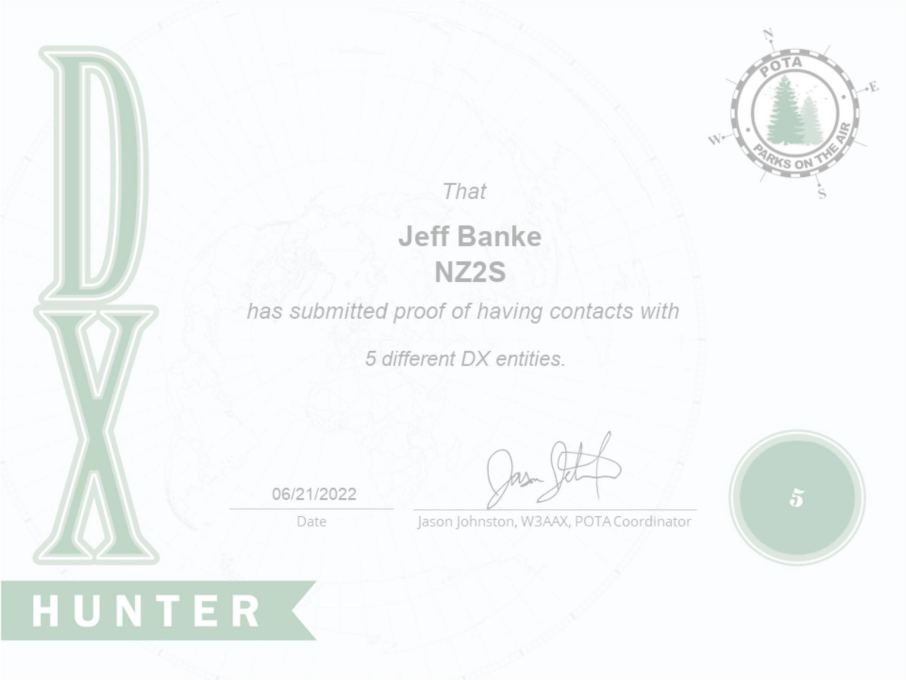 DX
HUNTER
N
E
S
W
POTA
PARKS ON THE AIR
That
Jeff Banke
NZ2S
has submitted proof of having contacts with
5 different DX entities.
06/21/2022
Date
Jason Johnston, W3AAX, POTA Coordinator
5